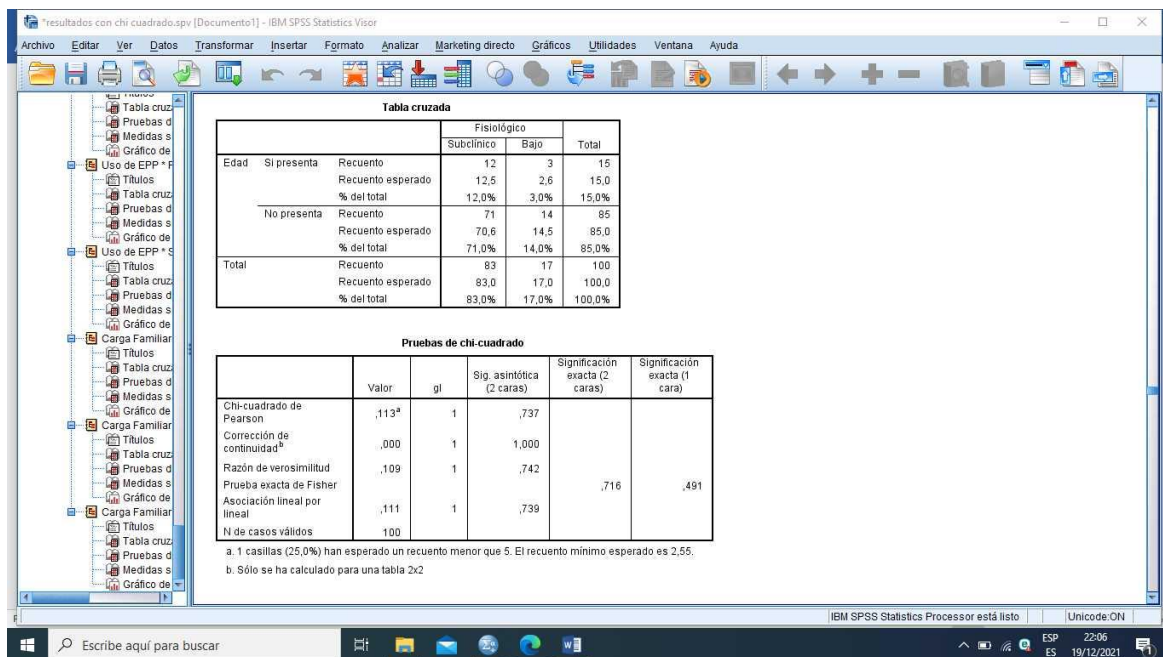 *resultados con chi cuadrado.spv [Documento1] - IBM SPSS Statistics Visor
Archivo Editar Ver Datos Transformar Insertar Formato Analizar Marketing directo Gráficos Utilidades Ventana Ayuda
Títulos
Tabla cruz
Pruebas d
Medidas s
Gráfico de
Uso de EPP * F
Títulos
Tabla cruz
Pruebas d
Medidas s
Gráfico de
Uso de EPP * S
Títulos
Tabla cruz
Pruebas d
Medidas s
Gráfico de
Carga Familiar
Títulos
Tabla cruz
Pruebas d
Medidas s
Gráfico de
Carga Familiar
Títulos
Tabla cruz
Pruebas d
Medidas s
Gráfico de
Carga Familiar
Títulos
Tabla cruz
Pruebas d
Medidas s
Gráfico de
Tabla cruzada
Fisiológico
Subclínico Bajo Total
Edad Si presenta Recuento 12 3 15
Recuento esperado 12,5 2,6 15,0
% del total 12,0% 3,0% 15,0%
No presenta Recuento 71 14 85
Recuento esperado 70,6 14,5 85,0
% del total 71,0% 14,0% 85,0%
Total Recuento 83 17 100
Recuento esperado 83,0 17,0 100,0
% del total 83,0% 17,0% 100,0%
Pruebas de chi-cuadrado
Valor gl Sig. asintótica (2 caras) Significación exacta (2 caras) Significación exacta (1 cara)
Chi-cuadrado de Pearson ,113a 1 ,737
Corrección de continuidadb ,000 1 1,000
Razón de verosimilitud ,109 1 ,742
Prueba exacta de Fisher ,716 ,491
Asociación lineal por lineal ,111 1 ,739
N de casos válidos 100
a. 1 casillas (25,0%) han esperado un recuento menor que 5. El recuento mínimo esperado es 2,55.
b. Sólo se ha calculado para una tabla 2x2
IBM SPSS Statistics Processor está listo Unicode:ON
Escribe aquí para buscar
ESP
ES
22:06
19/12/2021